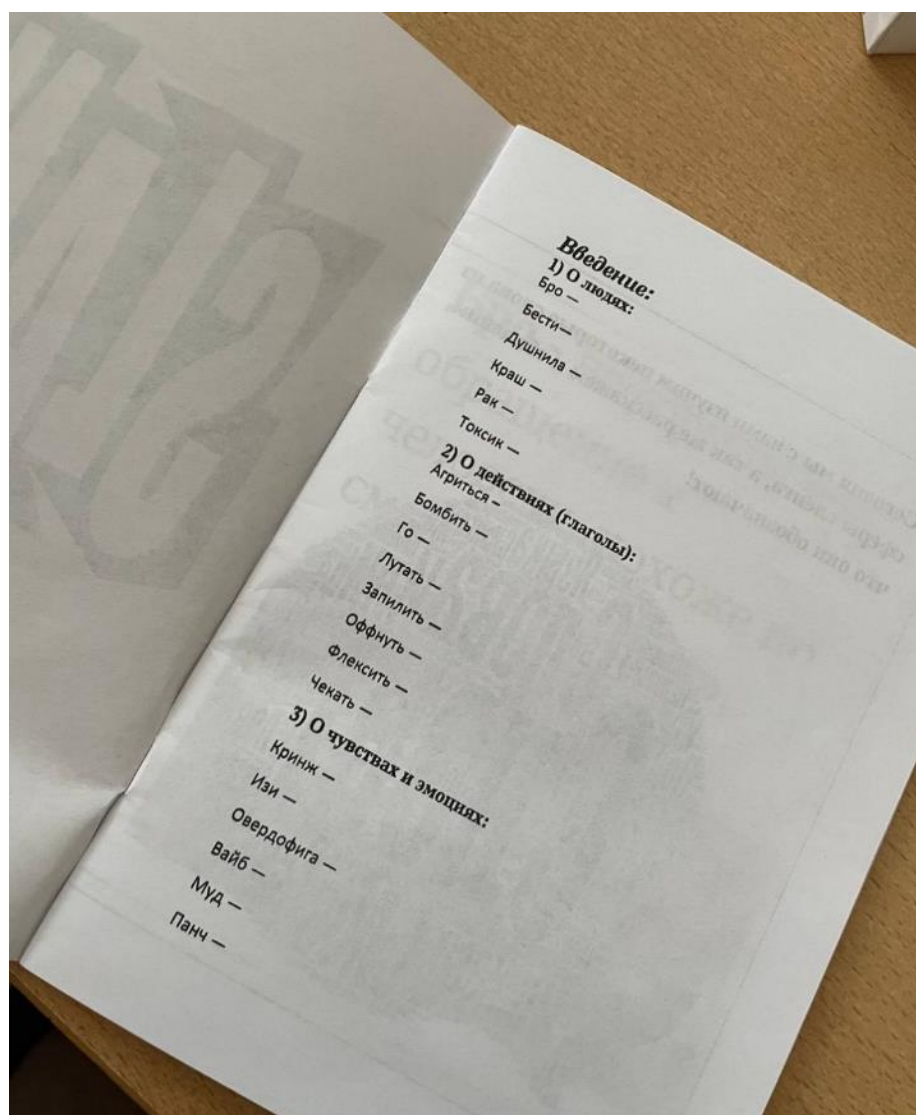 Введение:
1) О людях:
Бро —
Бести—
Душнила —
Краш —
Рак —
Токсик —
2) О действиях (глаголы):
Агриться –
Бомбить —
Го —
Лутать —
Запилить —
Оффнуть —
Флексить —
Чекать —
3) О чувствах и эмоциях:
Кринж —
Изи —
Овердофига —
Вайб —
Муд —
Панч —